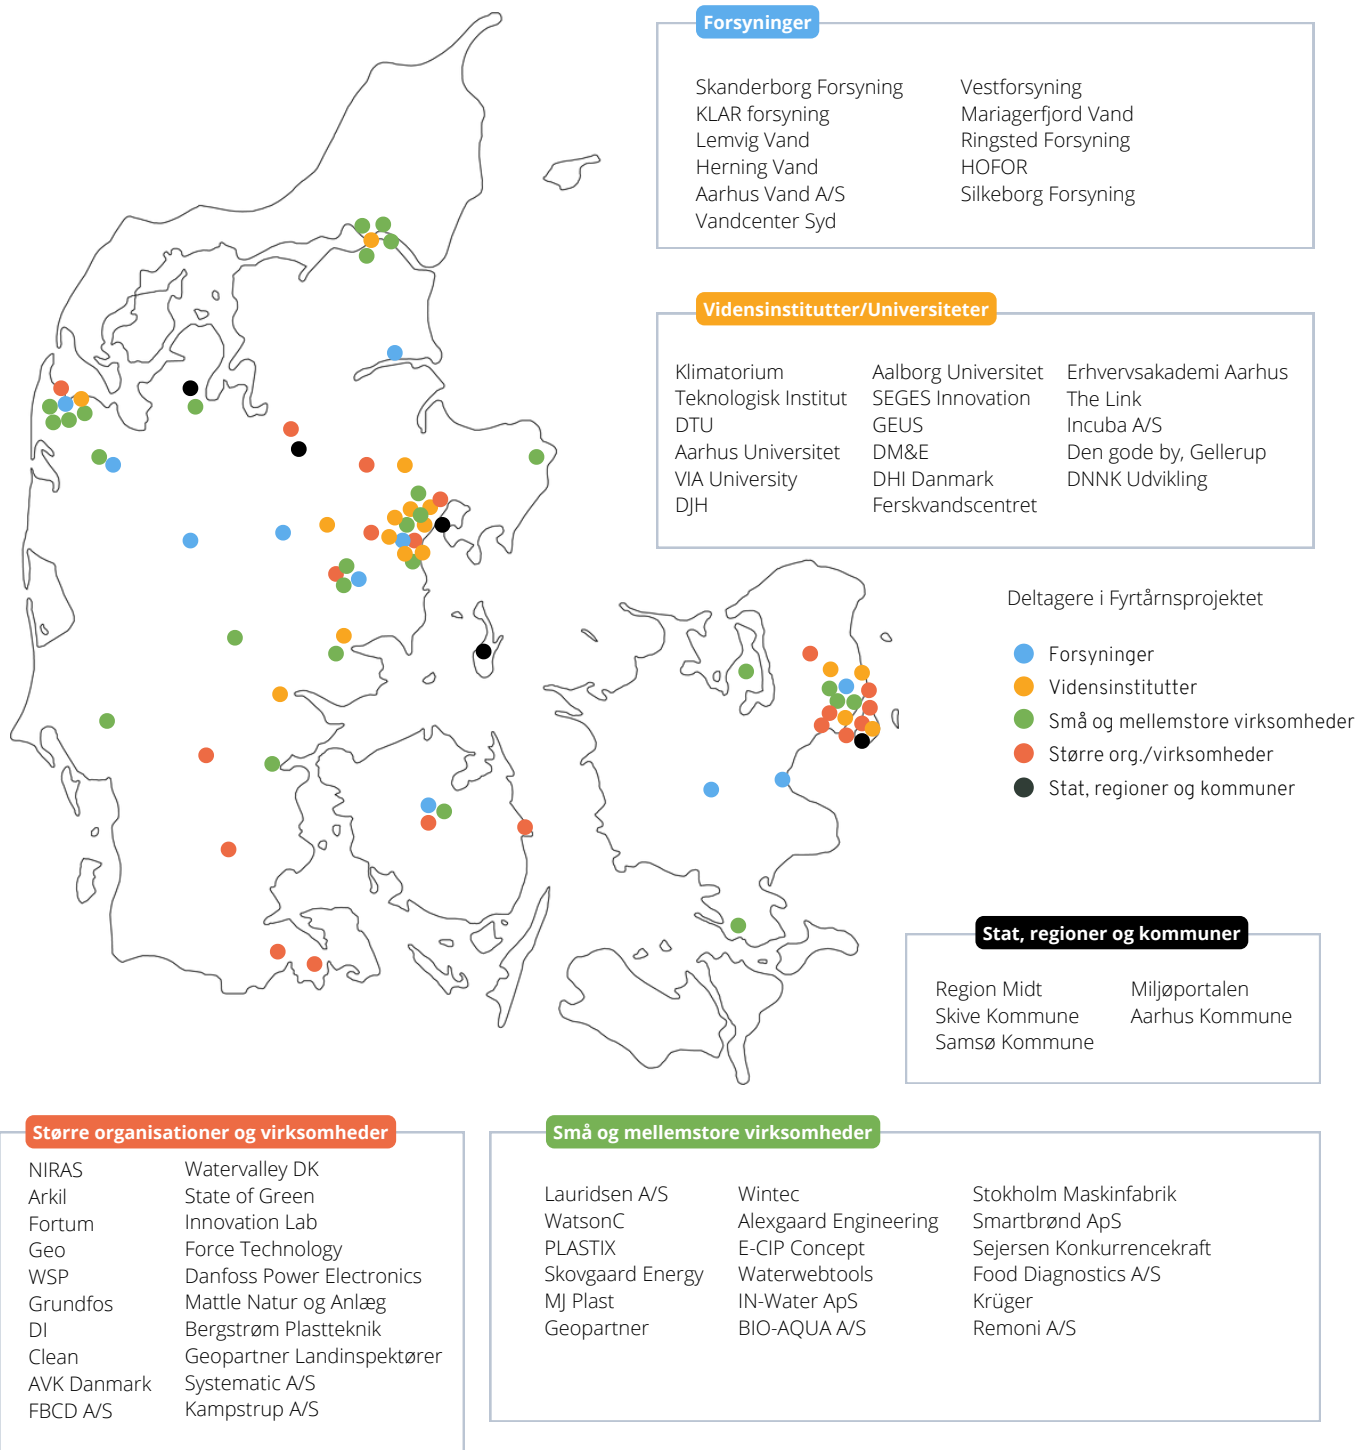 Forsyninger
Skanderborg Forsyning
KLAR forsyning
Lemvig Vand
Herning Vand
Aarhus Vand A/S
Vandcenter Syd
Vestforsyning
Mariagerfjord Vand
Ringsted Forsyning
HOFOR
Silkeborg Forsyning
Vidensinstitutter/Universiteter
Klimatorium
Teknologisk Institut
DTU
Aarhus Universitet
VIA University
DJH
Aalborg Universitet
SEGES Innovation
GEUS
DM&E
DHI Danmark
Ferskvandscentret
Erhvervsakademi Aarhus
The Link
Incuba A/S
Den gode by, Gellerup
DNNK Udvikling
Deltagere i Fyrtårnsprojektet
Forsyninger
Vidensinstitutter
Små og mellemstore virksomheder
Større org./virksomheder
Stat, regioner og kommuner
Stat, regioner og kommuner
Region Midt
Skive Kommune
Samsø Kommune
Miljøportalen
Aarhus Kommune
Større organisationer og virksomheder
NIRAS
Arkil
Fortum
Geo
WSP
Grundfos
DI
Clean
AVK Danmark
FBCD A/S
Watervalley DK
State of Green
Innovation Lab
Force Technology
Danfoss Power Electronics
Mattle Natur og Anlæg
Bergstrøm Plastteknik
Geopartner Landinspektører
Systematic A/S
Kampstrup A/S
Små og mellemstore virksomheder
Lauridsen A/S
WatsonC
PLASTIX
Skovgaard Energy
MJ Plast
Geopartner
Wintec
Alexgaard Engineering
E-CIP Concept
Waterwebtools
IN-Water ApS
BIO-AQUA A/S
Stokholm Maskinfabrik
Smartbrønd ApS
Sejersen Konkurrencekraft
Food Diagnostics A/S
Krüger
Remoni A/S